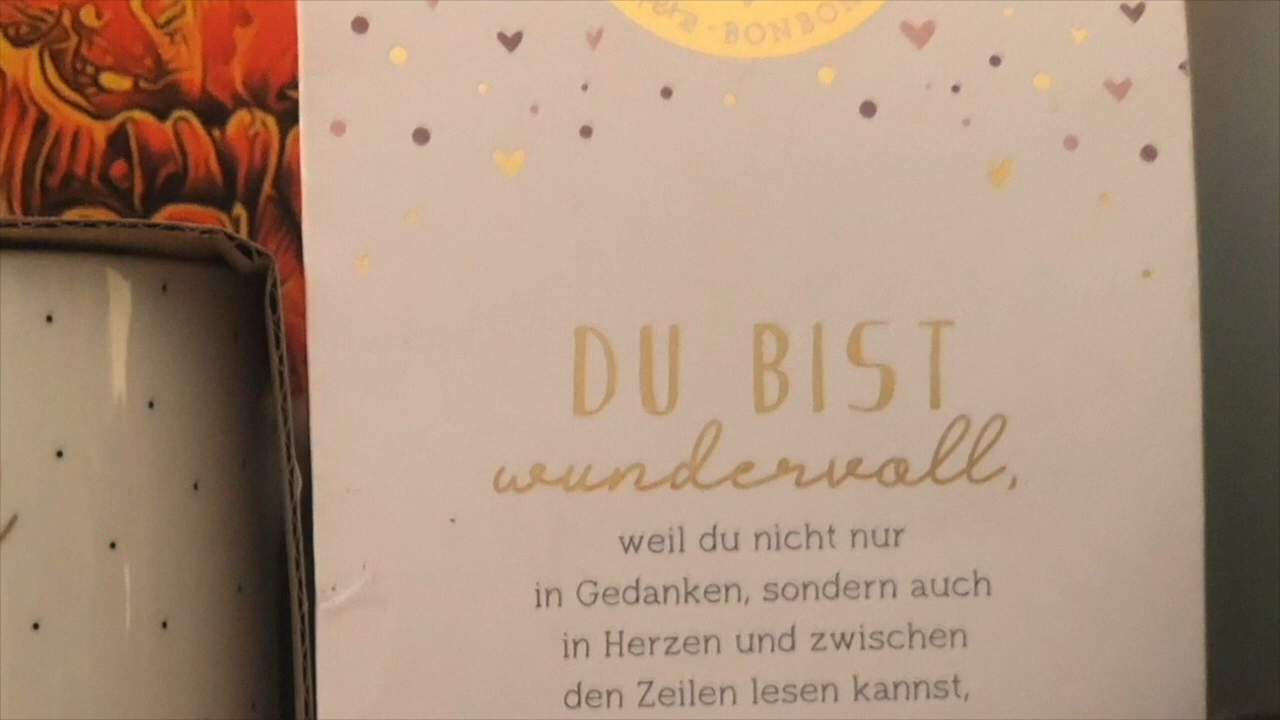 BONBON
DU BIST
wundervoll,
weil du nicht nur
in Gedanken, sondern auch
in Herzen und zwischen
den Zeilen lesen kannst,